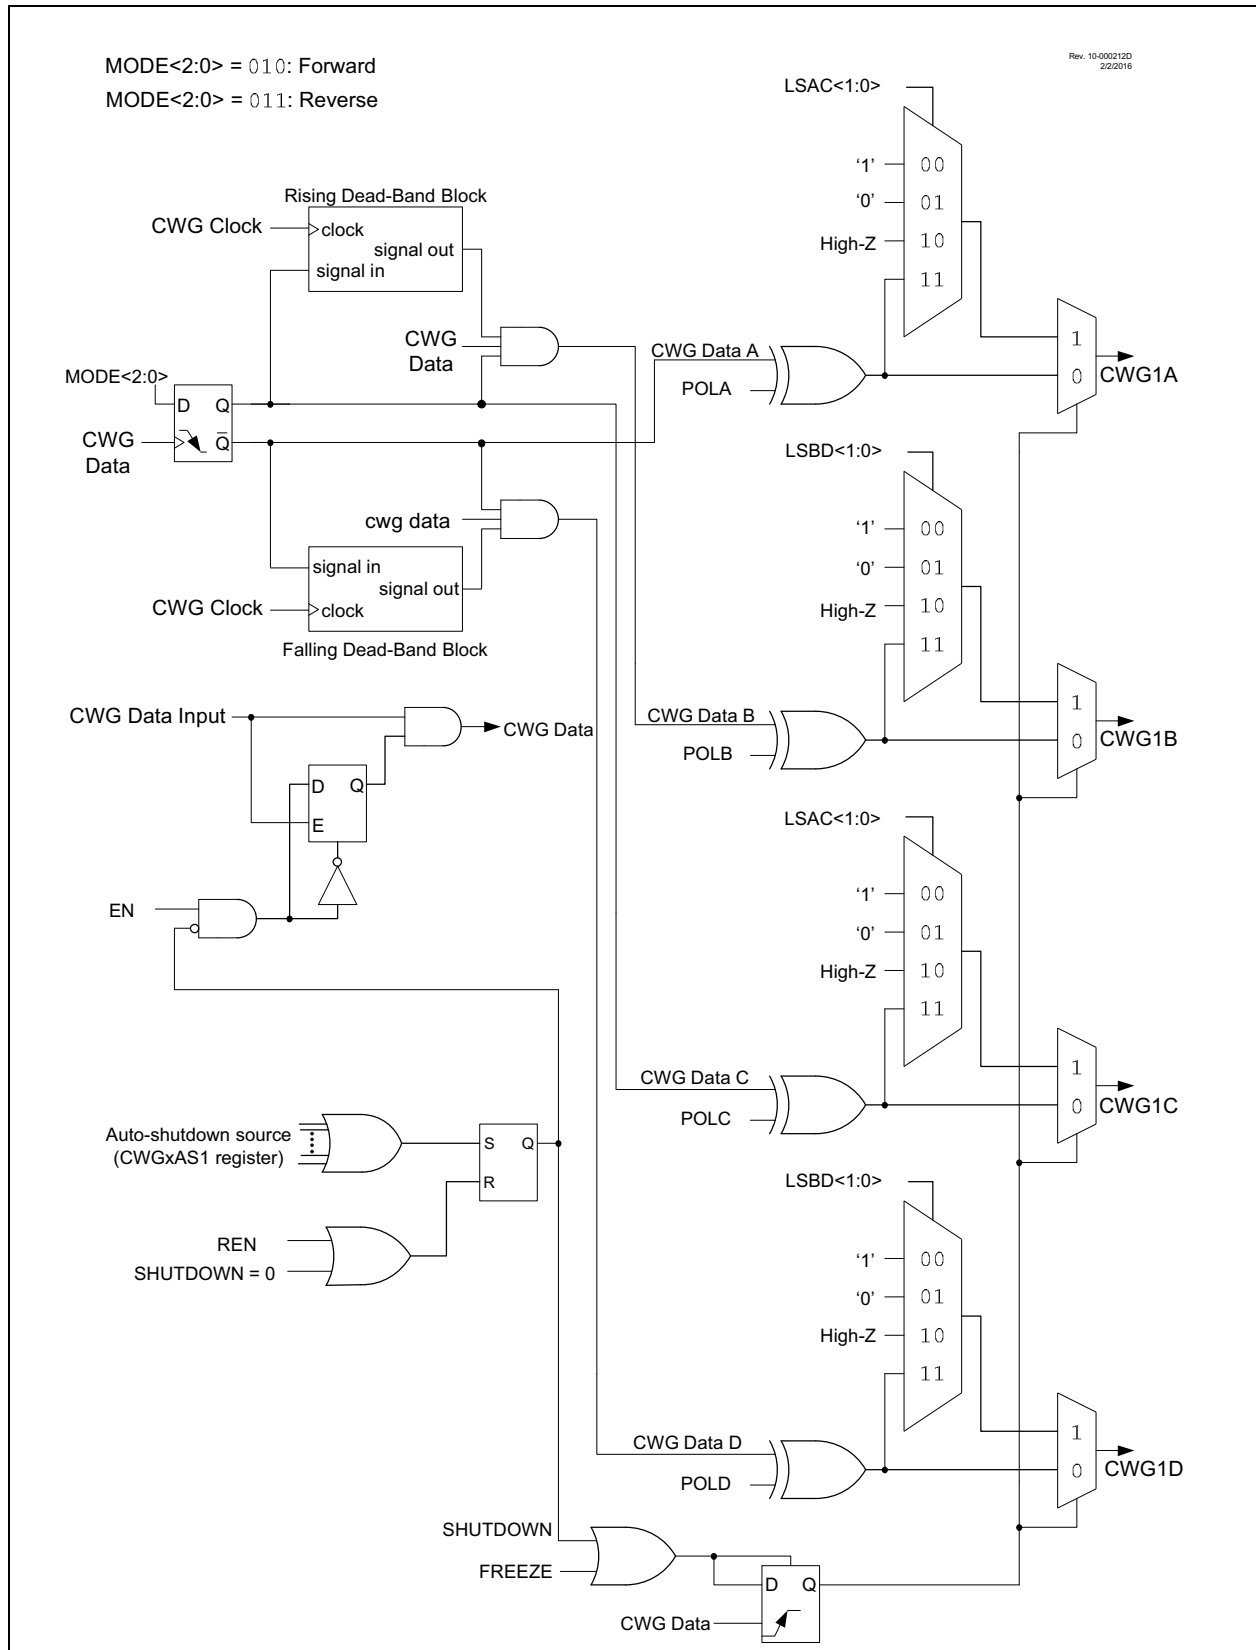 MODE<2:0> = 010: Forward
MODE<2:0> = 011: Reverse
Rev. 10-000212D
2/2/2016
LSAC<1:0>
'1'
00
'0'
01
High-Z
10
11
1
0
CWG1A
Rising Dead-Band Block
CWG Clock
clock
signal out
signal in
CWG
Data
CWG Data A
POLA
MODE<2:0>
D
Q
Q
CWG
Data
cwg data
signal in
signal out
CWG Clock
clock
Falling Dead-Band Block
LSBD<1:0>
'1'
00
'0'
01
High-Z
10
11
1
0
CWG1B
CWG Data B
POLB
CWG Data Input
CWG Data
D
Q
E
EN
LSAC<1:0>
'1'
00
'0'
01
High-Z
10
11
1
0
CWG1C
CWG Data C
POLC
Auto-shutdown source
(CWGxAS1 register)
S
Q
R
REN
SHUTDOWN = 0
LSBD<1:0>
'1'
00
'0'
01
High-Z
10
11
1
0
CWG1D
CWG Data D
POLD
SHUTDOWN
FREEZE
D
Q
CWG Data